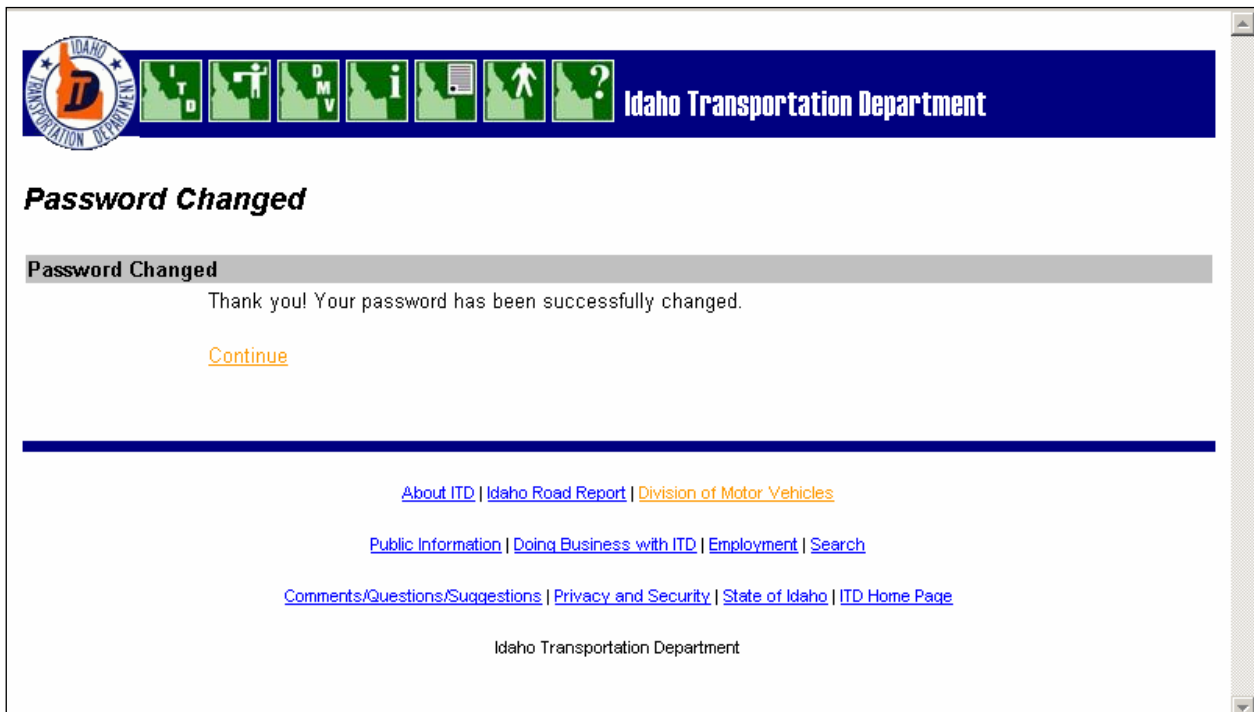 IDAHO
TRANSPORTATION DEPARTMENT
ITD
DMV
i
?
Idaho Transportation Department
Password Changed
Password Changed
Thank you! Your password has been successfully changed.
Continue
About ITD | Idaho Road Report | Division of Motor Vehicles
Public Information | Doing Business with ITD | Employment | Search
Comments/Questions/Suggestions | Privacy and Security | State of Idaho | ITD Home Page
Idaho Transportation Department